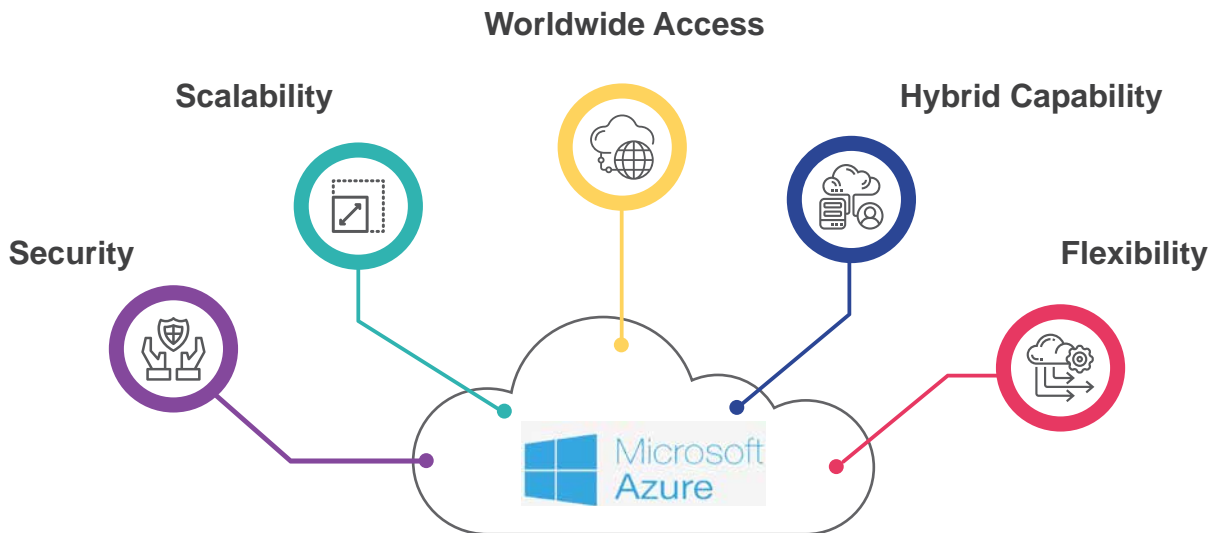 Worldwide Access
Scalability
Hybrid Capability
Security
Flexibility
Microsoft
Azure